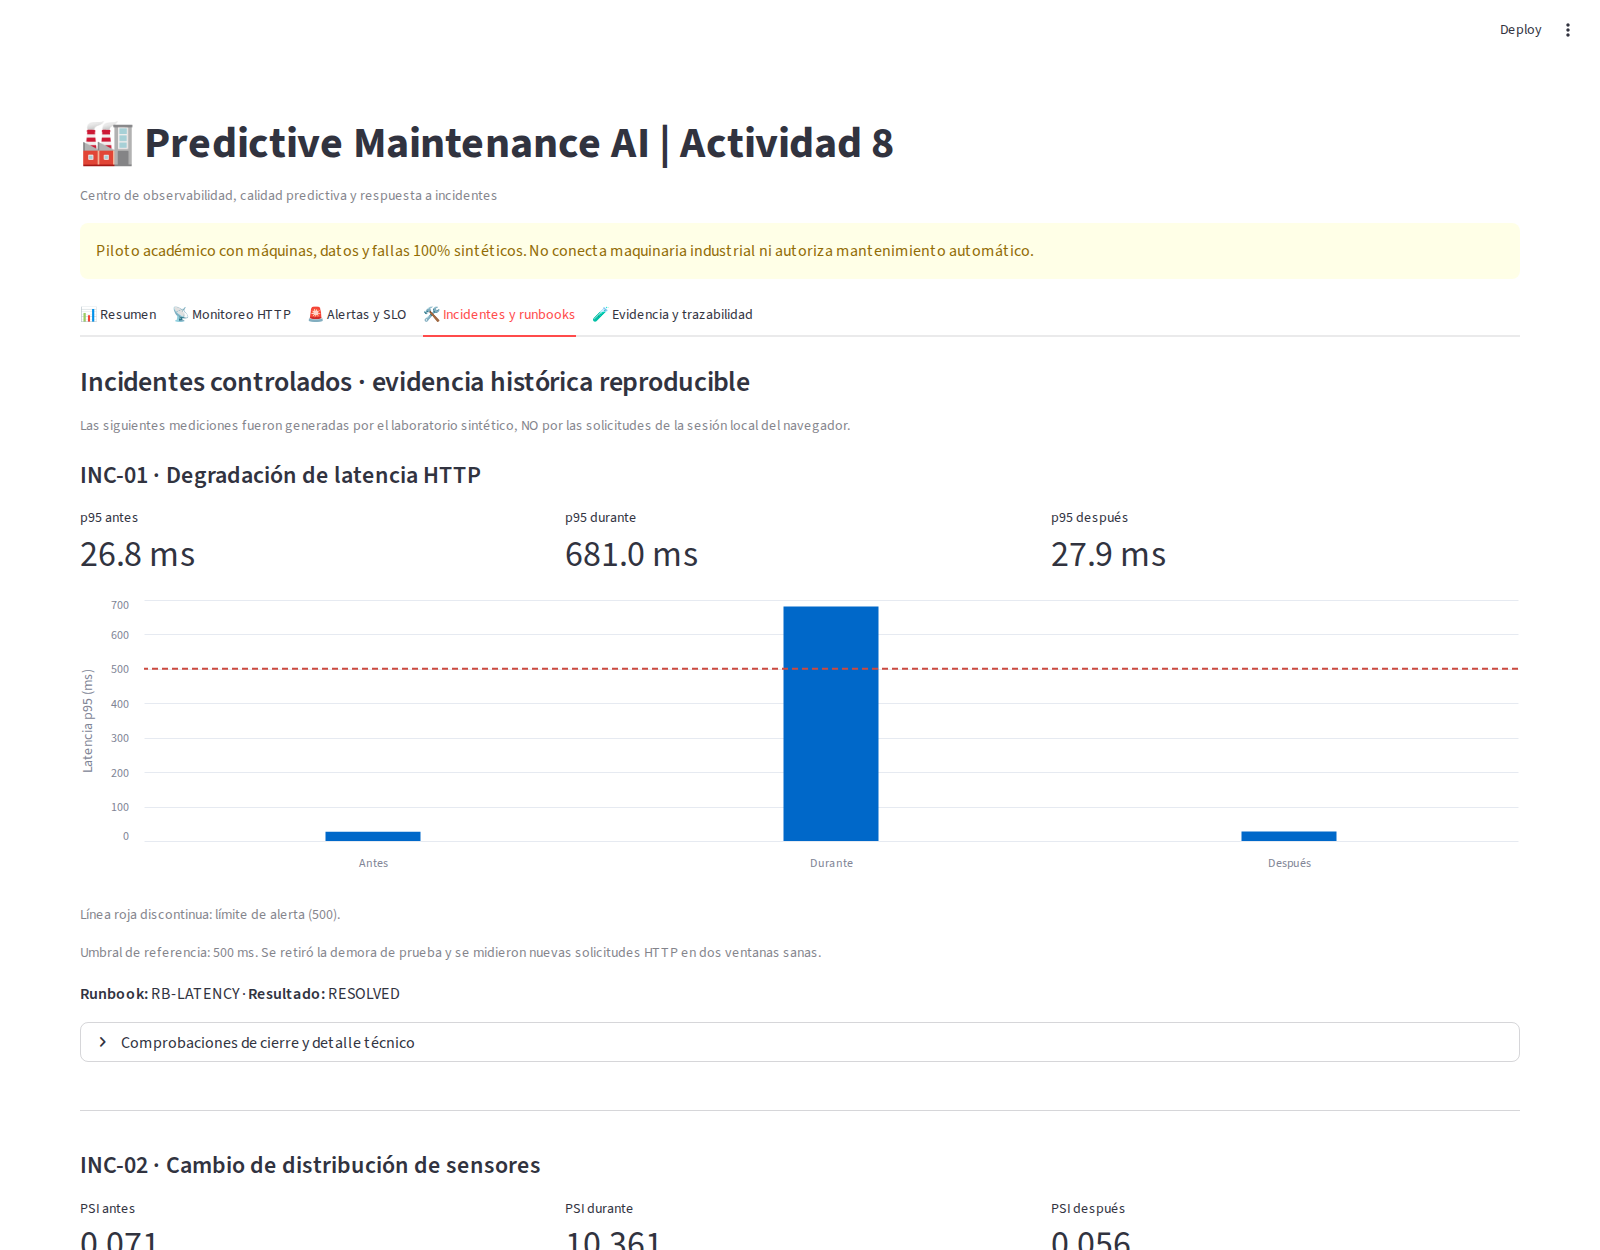 Deploy
Predictive Maintenance AI | Actividad 8
Centro de observabilidad, calidad predictiva y respuesta a incidentes
Piloto académico con máquinas, datos y fallas 100% sintéticos. No conecta maquinaria industrial ni autoriza mantenimiento automático.
Resumen Monitoreo HTTP Alertas y SLO Incidentes y runbooks Evidencia y trazabilidad
Incidentes controlados · evidencia histórica reproducible
Las siguientes mediciones fueron generadas por el laboratorio sintético, NO por las solicitudes de la sesión local del navegador.
INC-01 · Degradación de latencia HTTP
p95 antes p95 durante p95 después
26.8 ms 681.0 ms 27.9 ms
Latencia p95 (ms)
700
600
500
400
300
200
100
0
Antes Durante Después
Línea roja discontinua: límite de alerta (500).
Umbral de referencia: 500 ms. Se retiró la demora de prueba y se midieron nuevas solicitudes HTTP en dos ventanas sanas.
Runbook: RB-LATENCY · Resultado: RESOLVED
Comprobaciones de cierre y detalle técnico
INC-02 · Cambio de distribución de sensores
PSI antes PSI durante PSI después
0.071 10.361 0.056